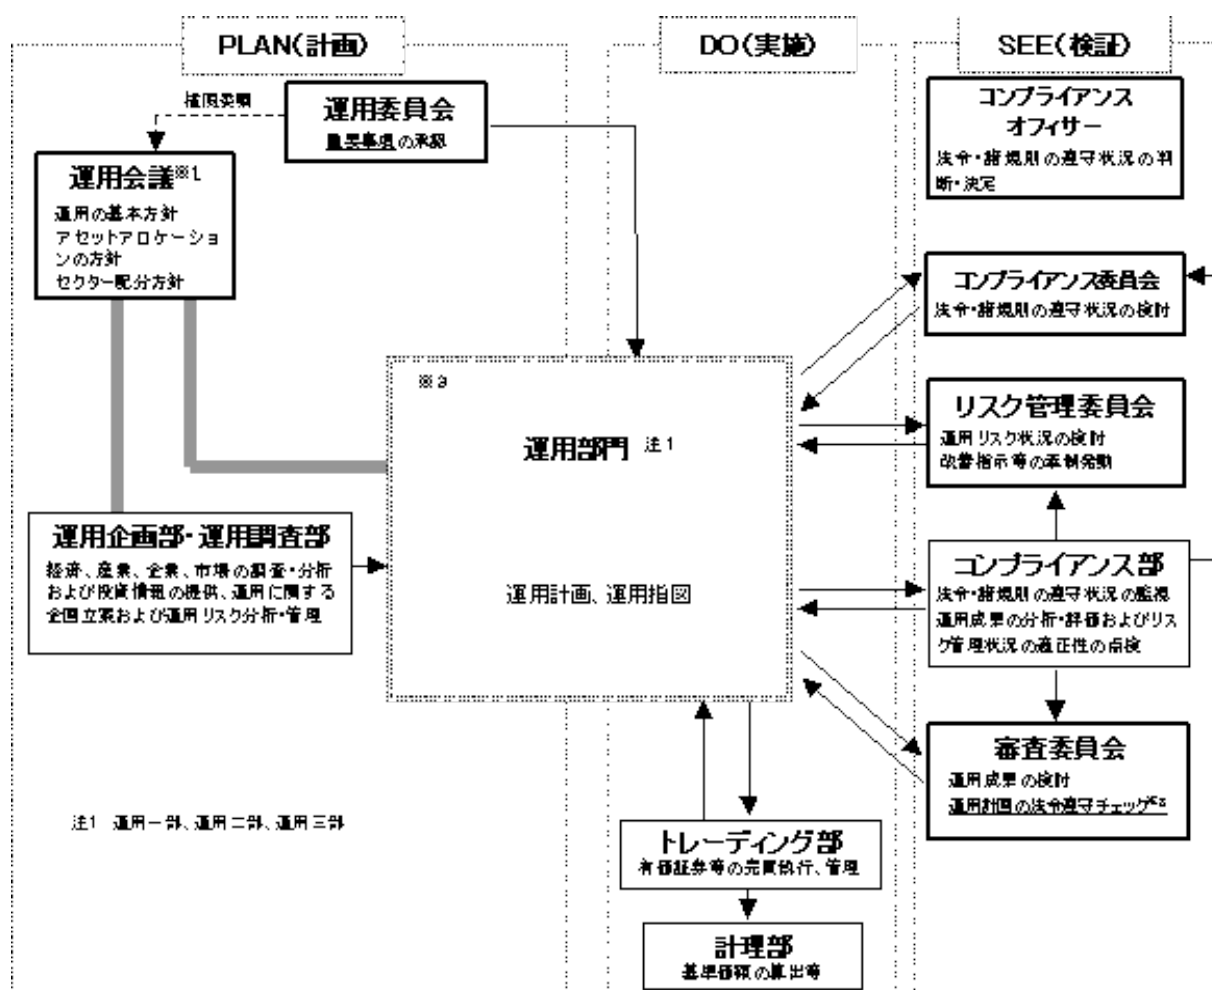 PLAN(計画)
DO(実施)
SEE(検証)
権限委嘱
運用委員会
重要事項の承認
運用会議※1
運用の基本方針
アセットアロケーショ
ンの方針
セクター配分方針
運用企画部・運用調査部
経済、産業、企業、市場の調査・分析
および投資情報の提供、運用に関する
企画立案および運用リスク分析・管理
注1 運用一部、運用二部、運用三部
※3
運用部門 注1
運用計画、運用指図
トレーディング部
有価証券等の売買執行、管理
計理部
基準価額の算出等
コンプライアンス
オフィサー
法令・諸規則の遵守状況の判
断・決定
コンプライアンス委員会
法令・諸規則の遵守状況の検討
リスク管理委員会
運用リスク状況の検討
改善指示等の牽制発動
コンプライアンス部
法令・諸規則の遵守状況の監視
運用成果の分析・評価およびリス
ク管理状況の適正性の点検
審査委員会
運用成果の検討
運用計画の法令遵守チェック※2